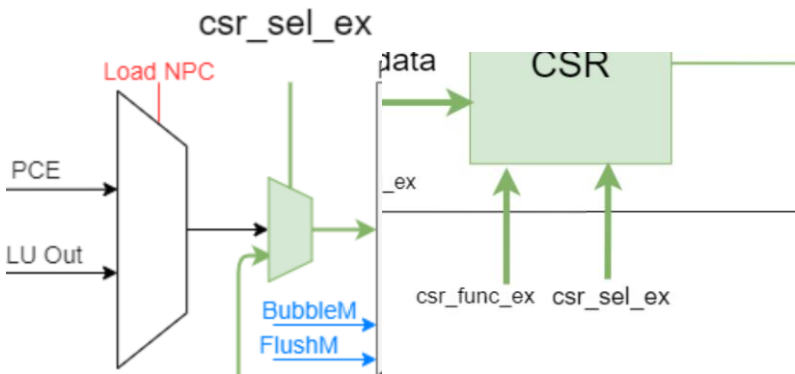 csr_sel_ex
Load NPC
data
CSR
PCE
_ex
LU Out
csr_func_ex
csr_sel_ex
BubbleM
FlushM